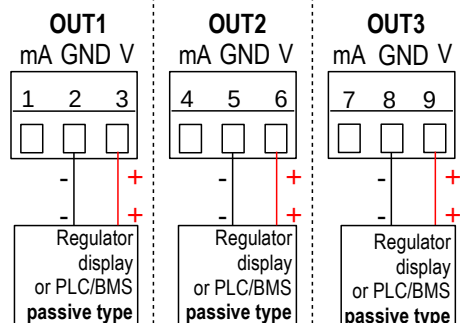 OUT1
mA GND V
1 2 3
- +
- +
Regulator
display
or PLC/BMS
passive type
OUT2
mA GND V
4 5 6
- +
- +
Regulator
display
or PLC/BMS
passive type
OUT3
mA GND V
7 8 9
- +
- +
Regulator
display
or PLC/BMS
passive type